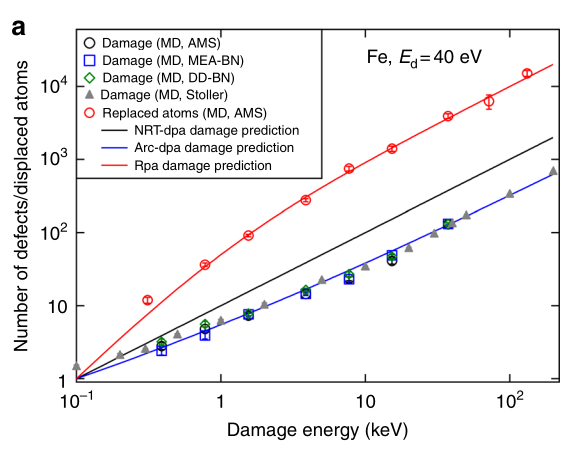 a
Fe, E_d = 40 eV
Damage (MD, AMS)
Damage (MD, MEA-BN)
Damage (MD, DD-BN)
Damage (MD, Stoller)
Replaced atoms (MD, AMS)
NRT-dpa damage prediction
Arc-dpa damage prediction
Rpa damage prediction
Number of defects/displaced atoms
10⁴
10³
10²
10
1
10⁻¹
1
10
10²
Damage energy (keV)